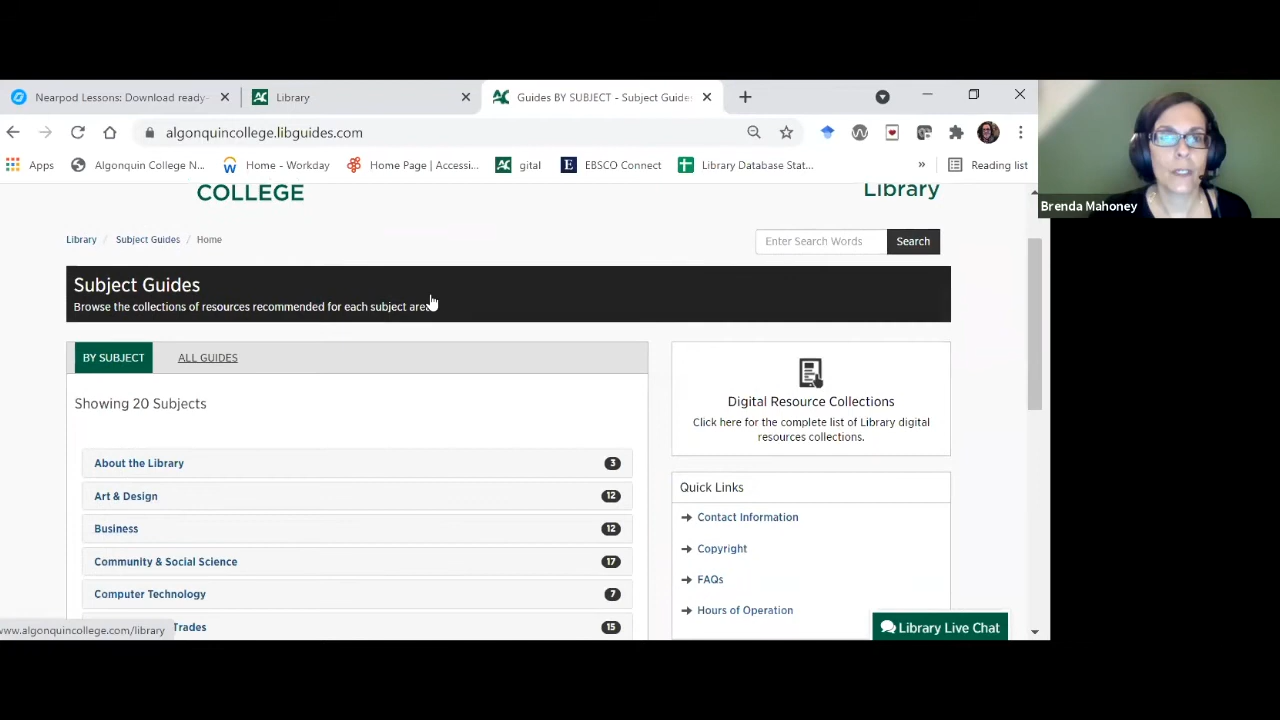 Nearpod Lessons: Download ready-
Library
Guides BY SUBJECT - Subject Guide
algonquincollege.libguides.com
Apps
Algonquin College N...
Home - Workday
Home Page | Accessi...
gital
EBSCO Connect
Library Database Stat...
»
Reading list
Brenda Mahoney
COLLEGE
Library
Library / Subject Guides / Home
Enter Search Words
Search
Subject Guides
Browse the collections of resources recommended for each subject area
BY SUBJECT
ALL GUIDES
Showing 20 Subjects
About the Library 3
Art & Design 12
Business 12
Community & Social Science 17
Computer Technology 7
Trades 15
Digital Resource Collections
Click here for the complete list of Library digital
resources collections.
Quick Links
Contact Information
Copyright
FAQs
Hours of Operation
Library Live Chat
www.algonquincollege.com/library